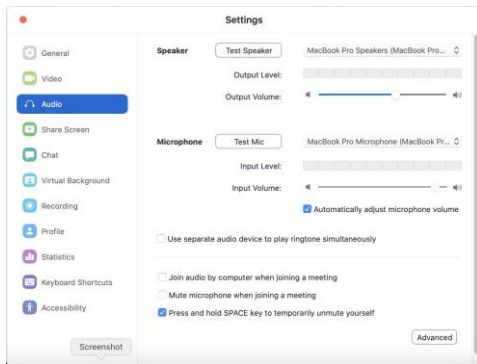 Settings
General
Video
Audio
Share Screen
Chat
Virtual Background
Recording
Profile
Statistics
Keyboard Shortcuts
Accessibility
Screenshot
Speaker
Test Speaker
MacBook Pro Speakers (MacBook Pro...
Output Level:
Output Volume:
Microphone
Test Mic
MacBook Pro Microphone (MacBook Pr...
Input Level:
Input Volume:
Automatically adjust microphone volume
Use separate audio device to play ringtone simultaneously
Join audio by computer when joining a meeting
Mute microphone when joining a meeting
Press and hold SPACE key to temporarily unmute yourself
Advanced